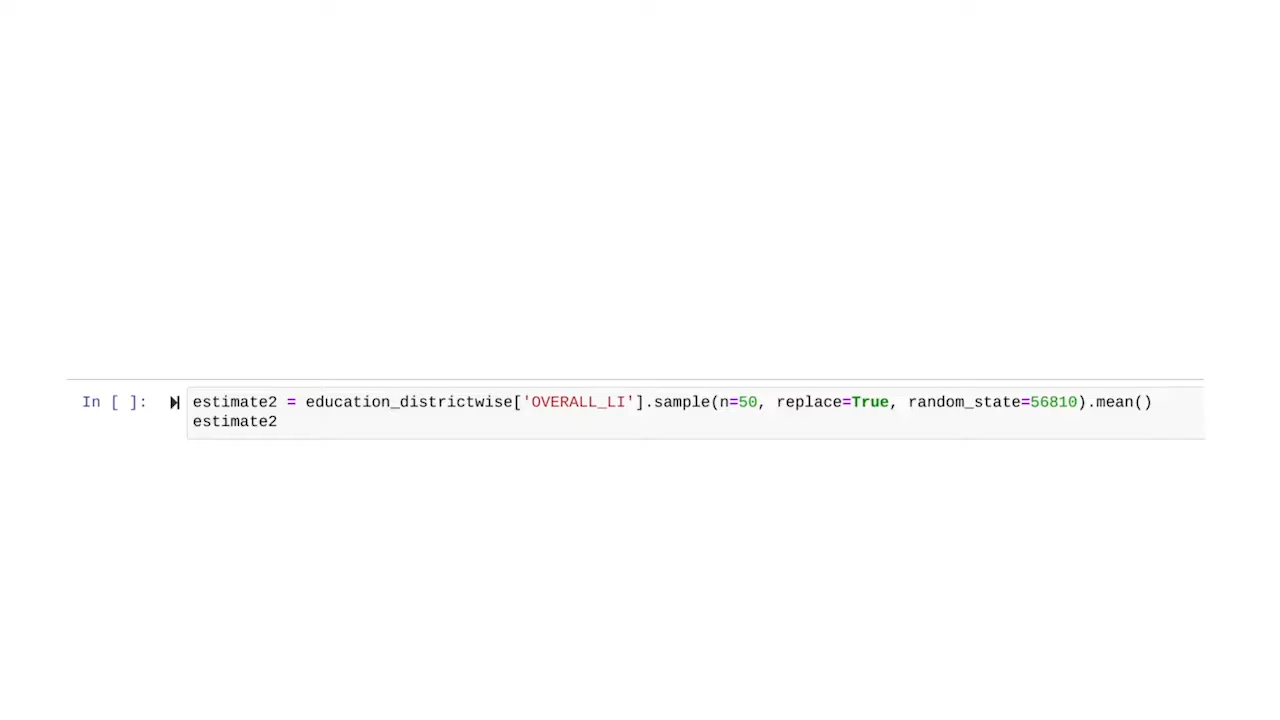 In [ ]: estimate2 = education_districtwise['OVERALL_LI'].sample(n=50, replace=True, random_state=56810).mean()
estimate2